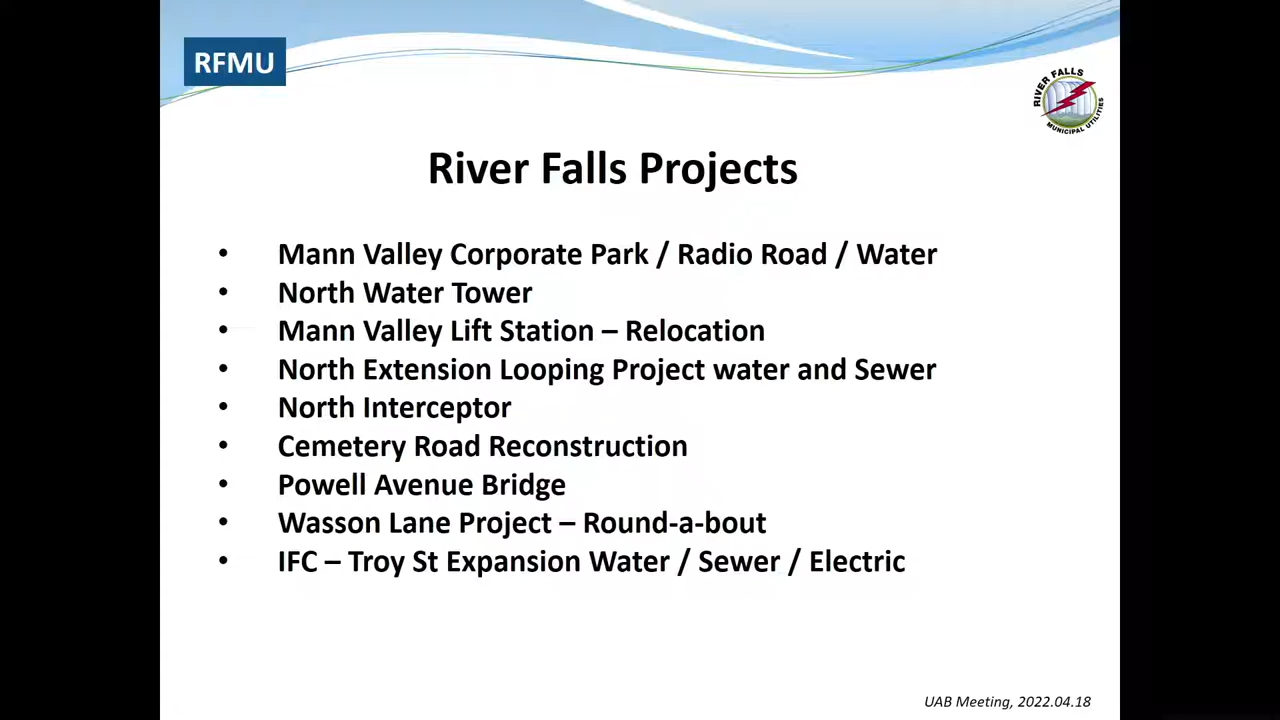 RFMU
RIVER FALLS
MUNICIPAL UTILITIES
River Falls Projects
• Mann Valley Corporate Park / Radio Road / Water
• North Water Tower
• Mann Valley Lift Station – Relocation
• North Extension Looping Project water and Sewer
• North Interceptor
• Cemetery Road Reconstruction
• Powell Avenue Bridge
• Wasson Lane Project – Round-a-bout
• IFC – Troy St Expansion Water / Sewer / Electric
UAB Meeting, 2022.04.18